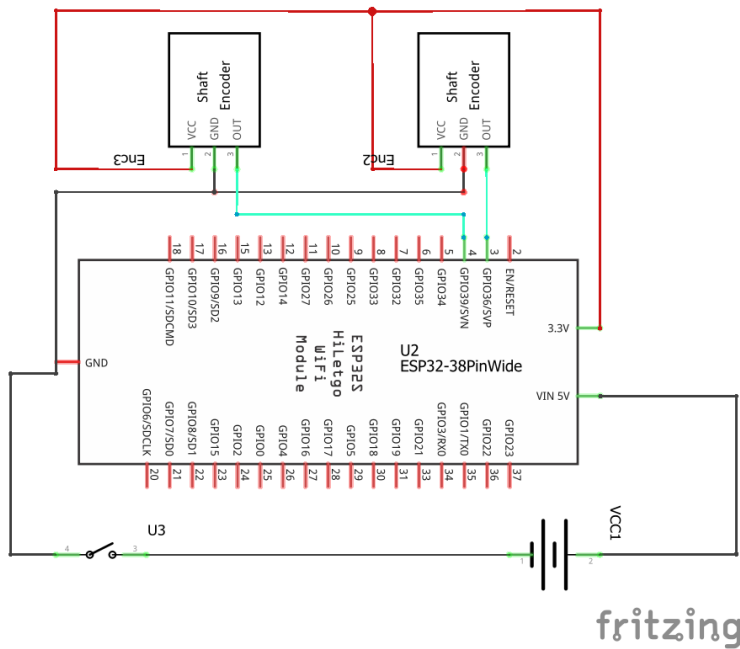 Shaft
Encoder
VCC
GND
OUT
1
2
3
Enc3
Shaft
Encoder
VCC
GND
OUT
1
2
3
Enc2
18
17
16
15
13
12
11
10
9
8
7
6
5
4
3
2
GPIO11/SDCMD
GPIO10/SD3
GPIO9/SD2
GPIO13
GPIO12
GPIO14
GPIO27
GPIO26
GPIO25
GPIO33
GPIO32
GPIO35
GPIO34
GPIO39/SVN
GPIO36/SVP
EN/RESET
3.3V
GND
ESP32S
HiLetgo
WiFi
Module
U2
ESP32-38PinWide
VIN 5V
GPIO6/SDCLK
GPIO7/SD0
GPIO8/SD1
GPIO15
GPIO2
GPIO0
GPIO4
GPIO16
GPIO17
GPIO5
GPIO18
GPIO19
GPIO21
GPIO3/RX0
GPIO1/TX0
GPIO22
GPIO23
20
21
22
23
24
25
26
27
28
29
30
31
33
34
35
36
37
U3
4
3
VCC1
1
2
fritzing